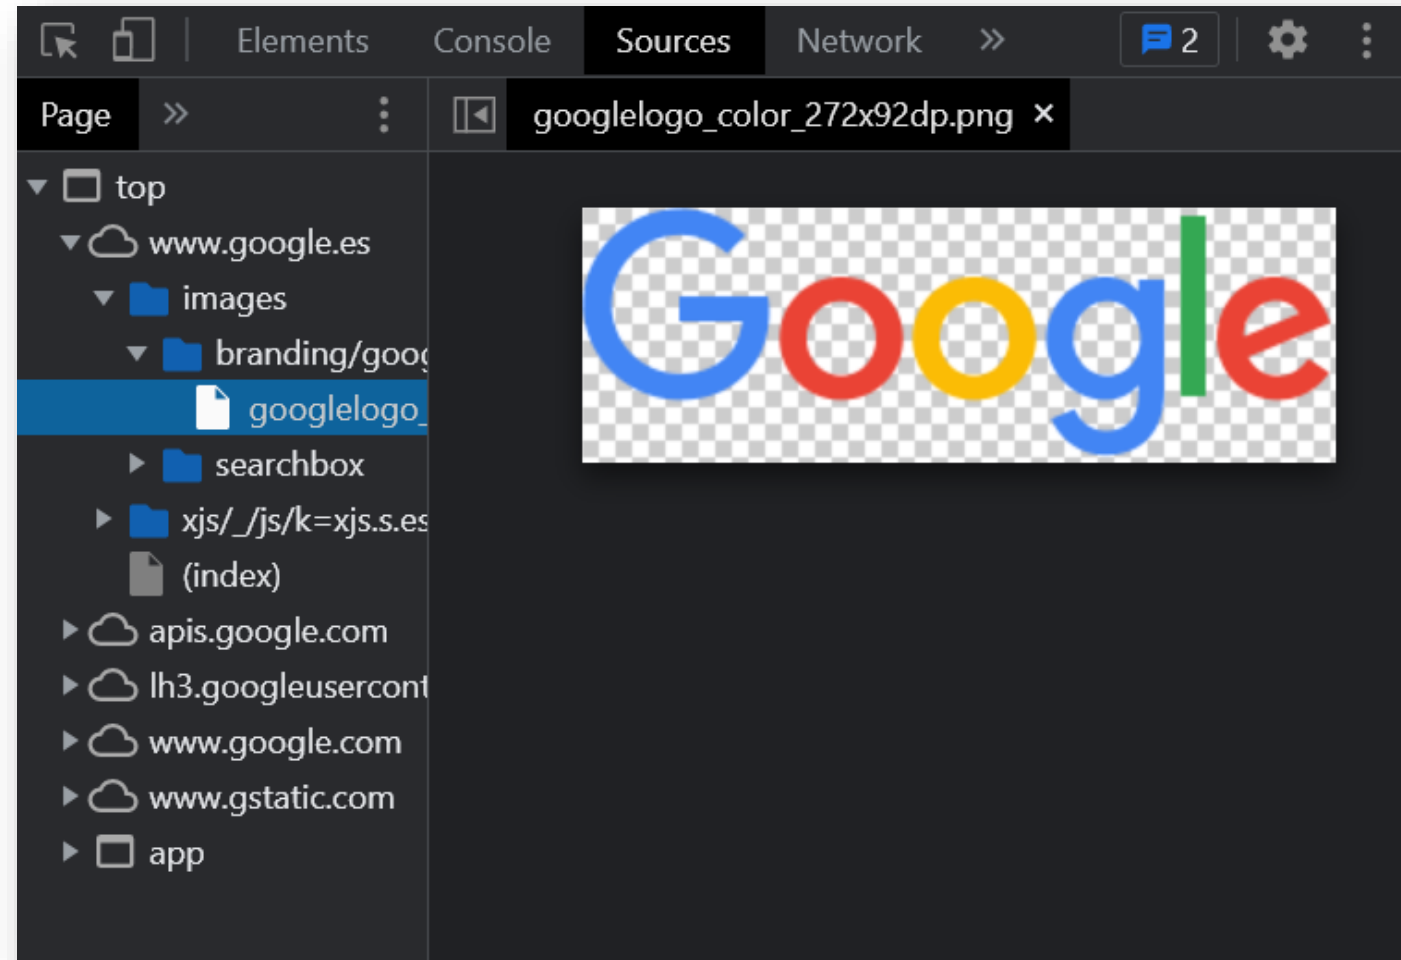 Elements Console Sources Network » 2
Page » googlelogo_color_272x92dp.png ×
top
www.google.es
images
branding/goog
googlelogo_
searchbox
xjs/_/js/k=xjs.s.es
(index)
apis.google.com
lh3.googleusercont
www.google.com
www.gstatic.com
app
Google